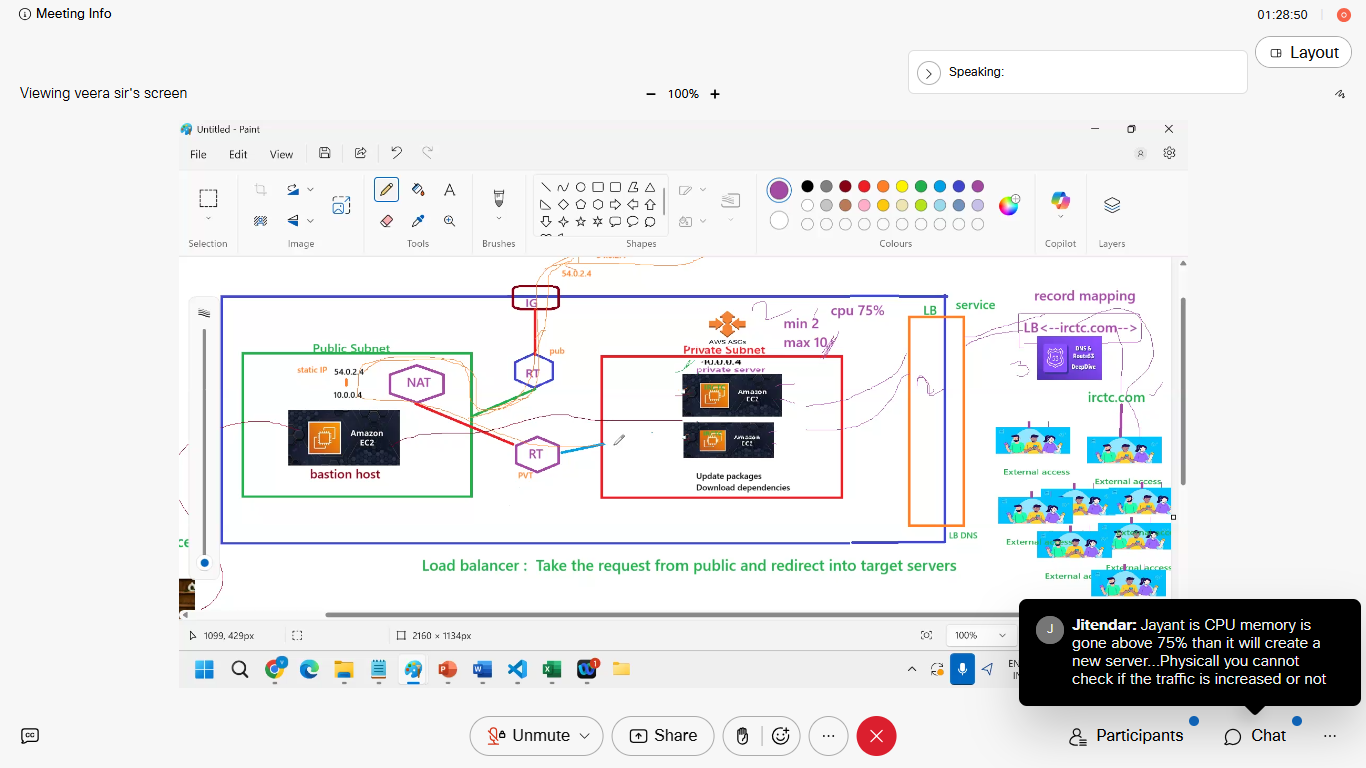 Meeting Info
01:28:50
Layout
Speaking:
Viewing veera sir's screen
100%
Untitled - Paint
File Edit View
Selection Image Tools Brushes Shapes Colours Copilot Layers
54.0.2.4
IG
AWS ASCs
min 2
max 10
cpu 75%
LB
service
record mapping
LB<--irctc.com-->
DNS &
Route53
DeepDive
irctc.com
Public Subnet
static IP
54.0.2.4
10.0.0.4
NAT
pub
RT
Private Subnet
10.0.0.4
private server
Amazon
EC2
Amazon
EC2
Amazon
EC2
bastion host
RT
PVT
Update packages
Download dependencies
2
2
3
External access
External access
LB DNS
External access
Load balancer : Take the request from public and redirect into target servers
1099, 429px
2160 × 1134px
100%
Jitendar: Jayant is CPU memory is
gone above 75% than it will create a
new server...Physicall you cannot
check if the traffic is increased or not
Unmute
Share
Participants
Chat